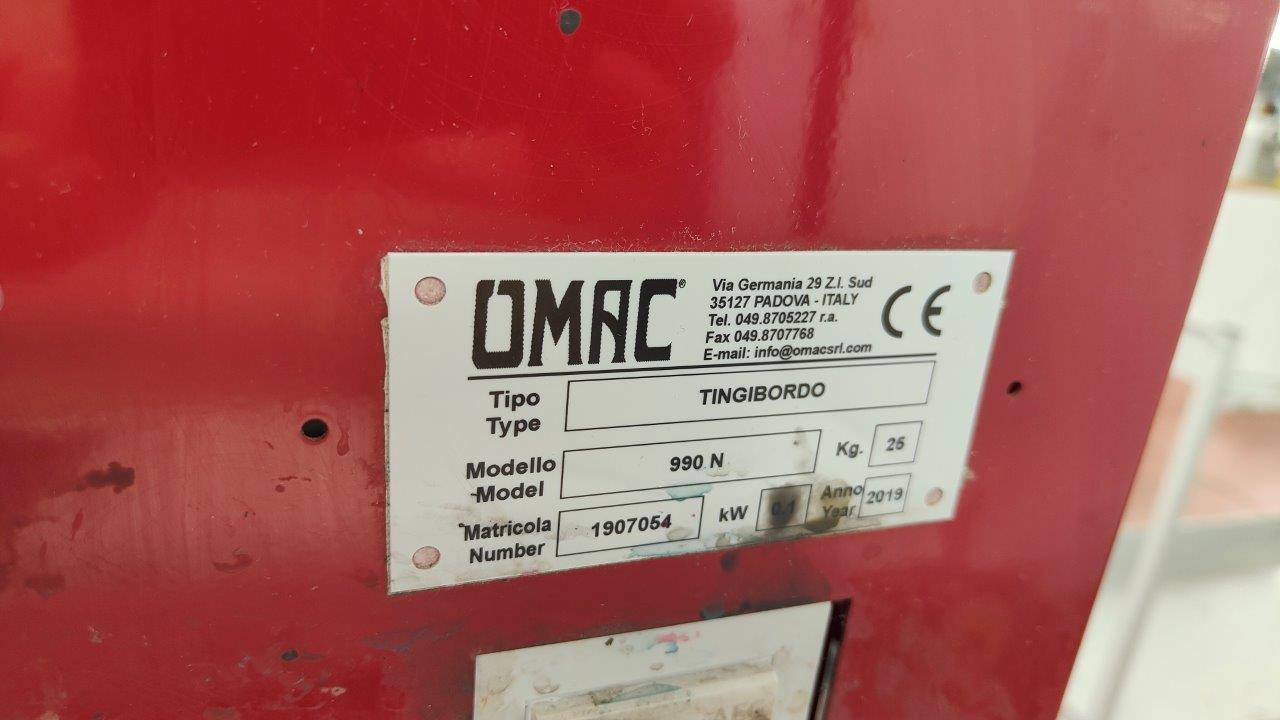 OMAC®
Via Germania 29 Z.I. Sud
35127 PADOVA - ITALY
Tel. 049.8705227 r.a.
Fax 049.8707768
E-mail: info@omacsrl.com
CE
Tipo
Type
TINGIBORDO
Modello
Model
990 N
Kg. 25
Matricola
Number
1907054
kW 0.1
Anno
Year
2019